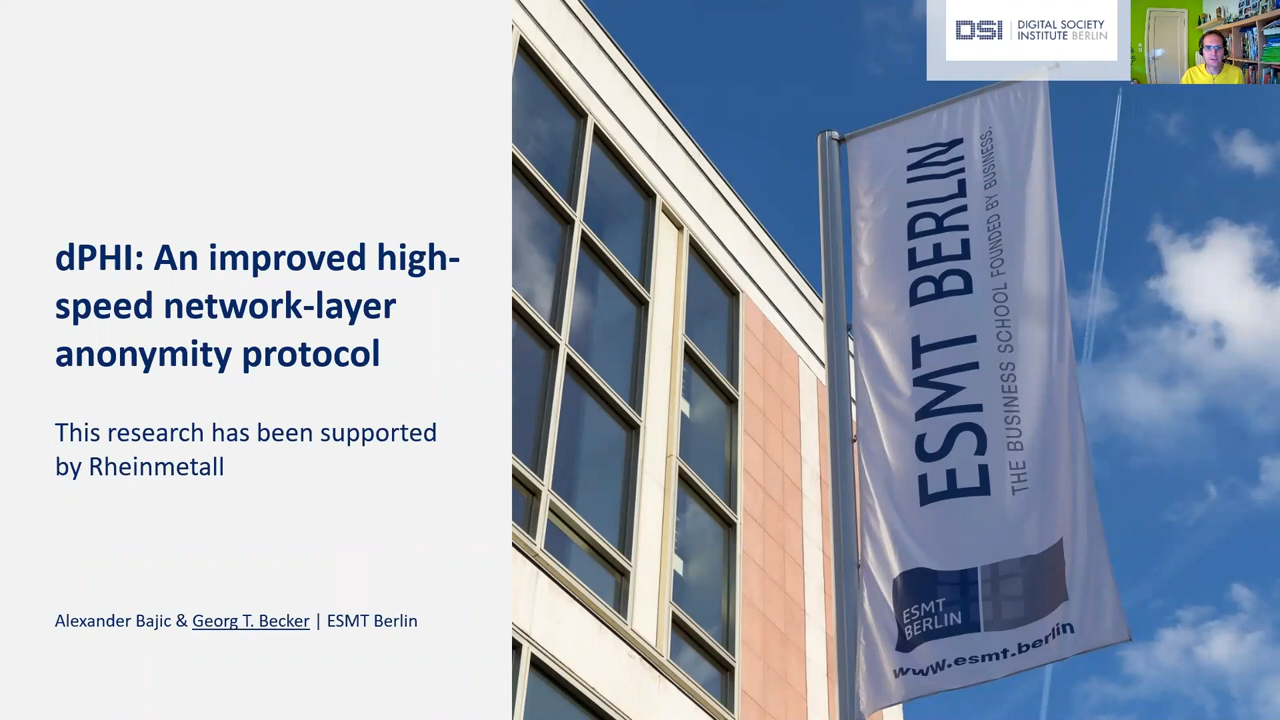 DSI
DIGITAL SOCIETY
INSTITUTE BERLIN
dPHI: An improved high-
speed network-layer
anonymity protocol
This research has been supported
by Rheinmetall
Alexander Bajic & Georg T. Becker | ESMT Berlin
ESMT BERLIN
THE BUSINESS SCHOOL FOUNDED BY BUSINESS.
ESMT
BERLIN
www.esmt.berlin